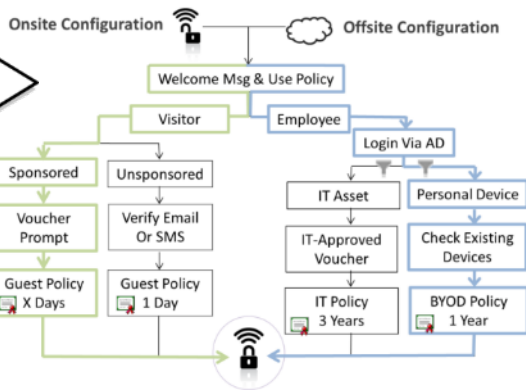 Onsite Configuration
Offsite Configuration
Welcome Msg & Use Policy
Visitor
Employee
Login Via AD
Sponsored
Unsponsored
IT Asset
Personal Device
Voucher
Prompt
Verify Email
Or SMS
IT-Approved
Voucher
Check Existing
Devices
Guest Policy
X Days
Guest Policy
1 Day
IT Policy
3 Years
BYOD Policy
1 Year